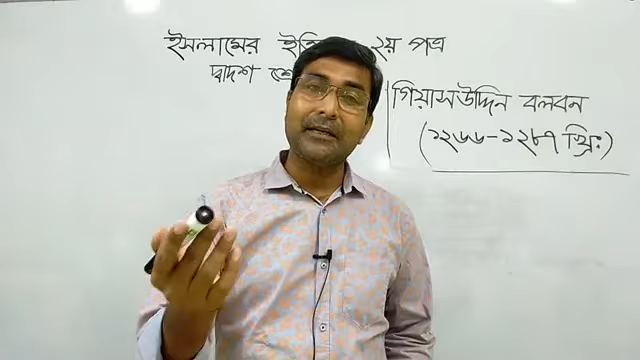 ইসলামের ২য় পত্র
দ্বাদশ
গিয়াসউদ্দিন বলবন
(১২৬৬-১২৮৭ খ্রিঃ)